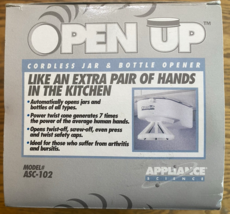 OPEN UP™
CORDLESS JAR & BOTTLE OPENER
LIKE AN EXTRA PAIR OF HANDS
IN THE KITCHEN
•Automatically opens jars and
bottles of all types.
•Power twist cone generates 7 times
the power of the average human hands.
•Opens twist-off, screw-off, even press
and twist safety caps.
•Ideal for those who suffer from arthritis
and bursitis.
MODEL#
ASC-102
APPLIANCE
SCIENCE